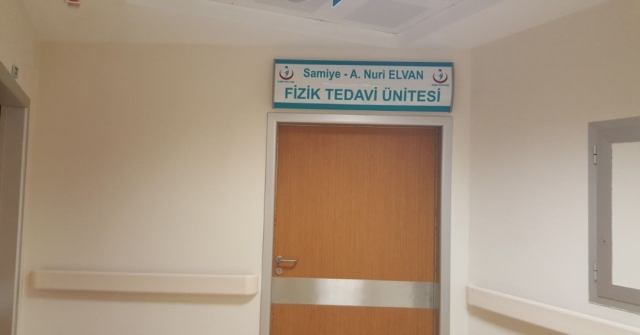 Samiye - A. Nuri ELVAN
FİZİK TEDAVİ ÜNİTESİ